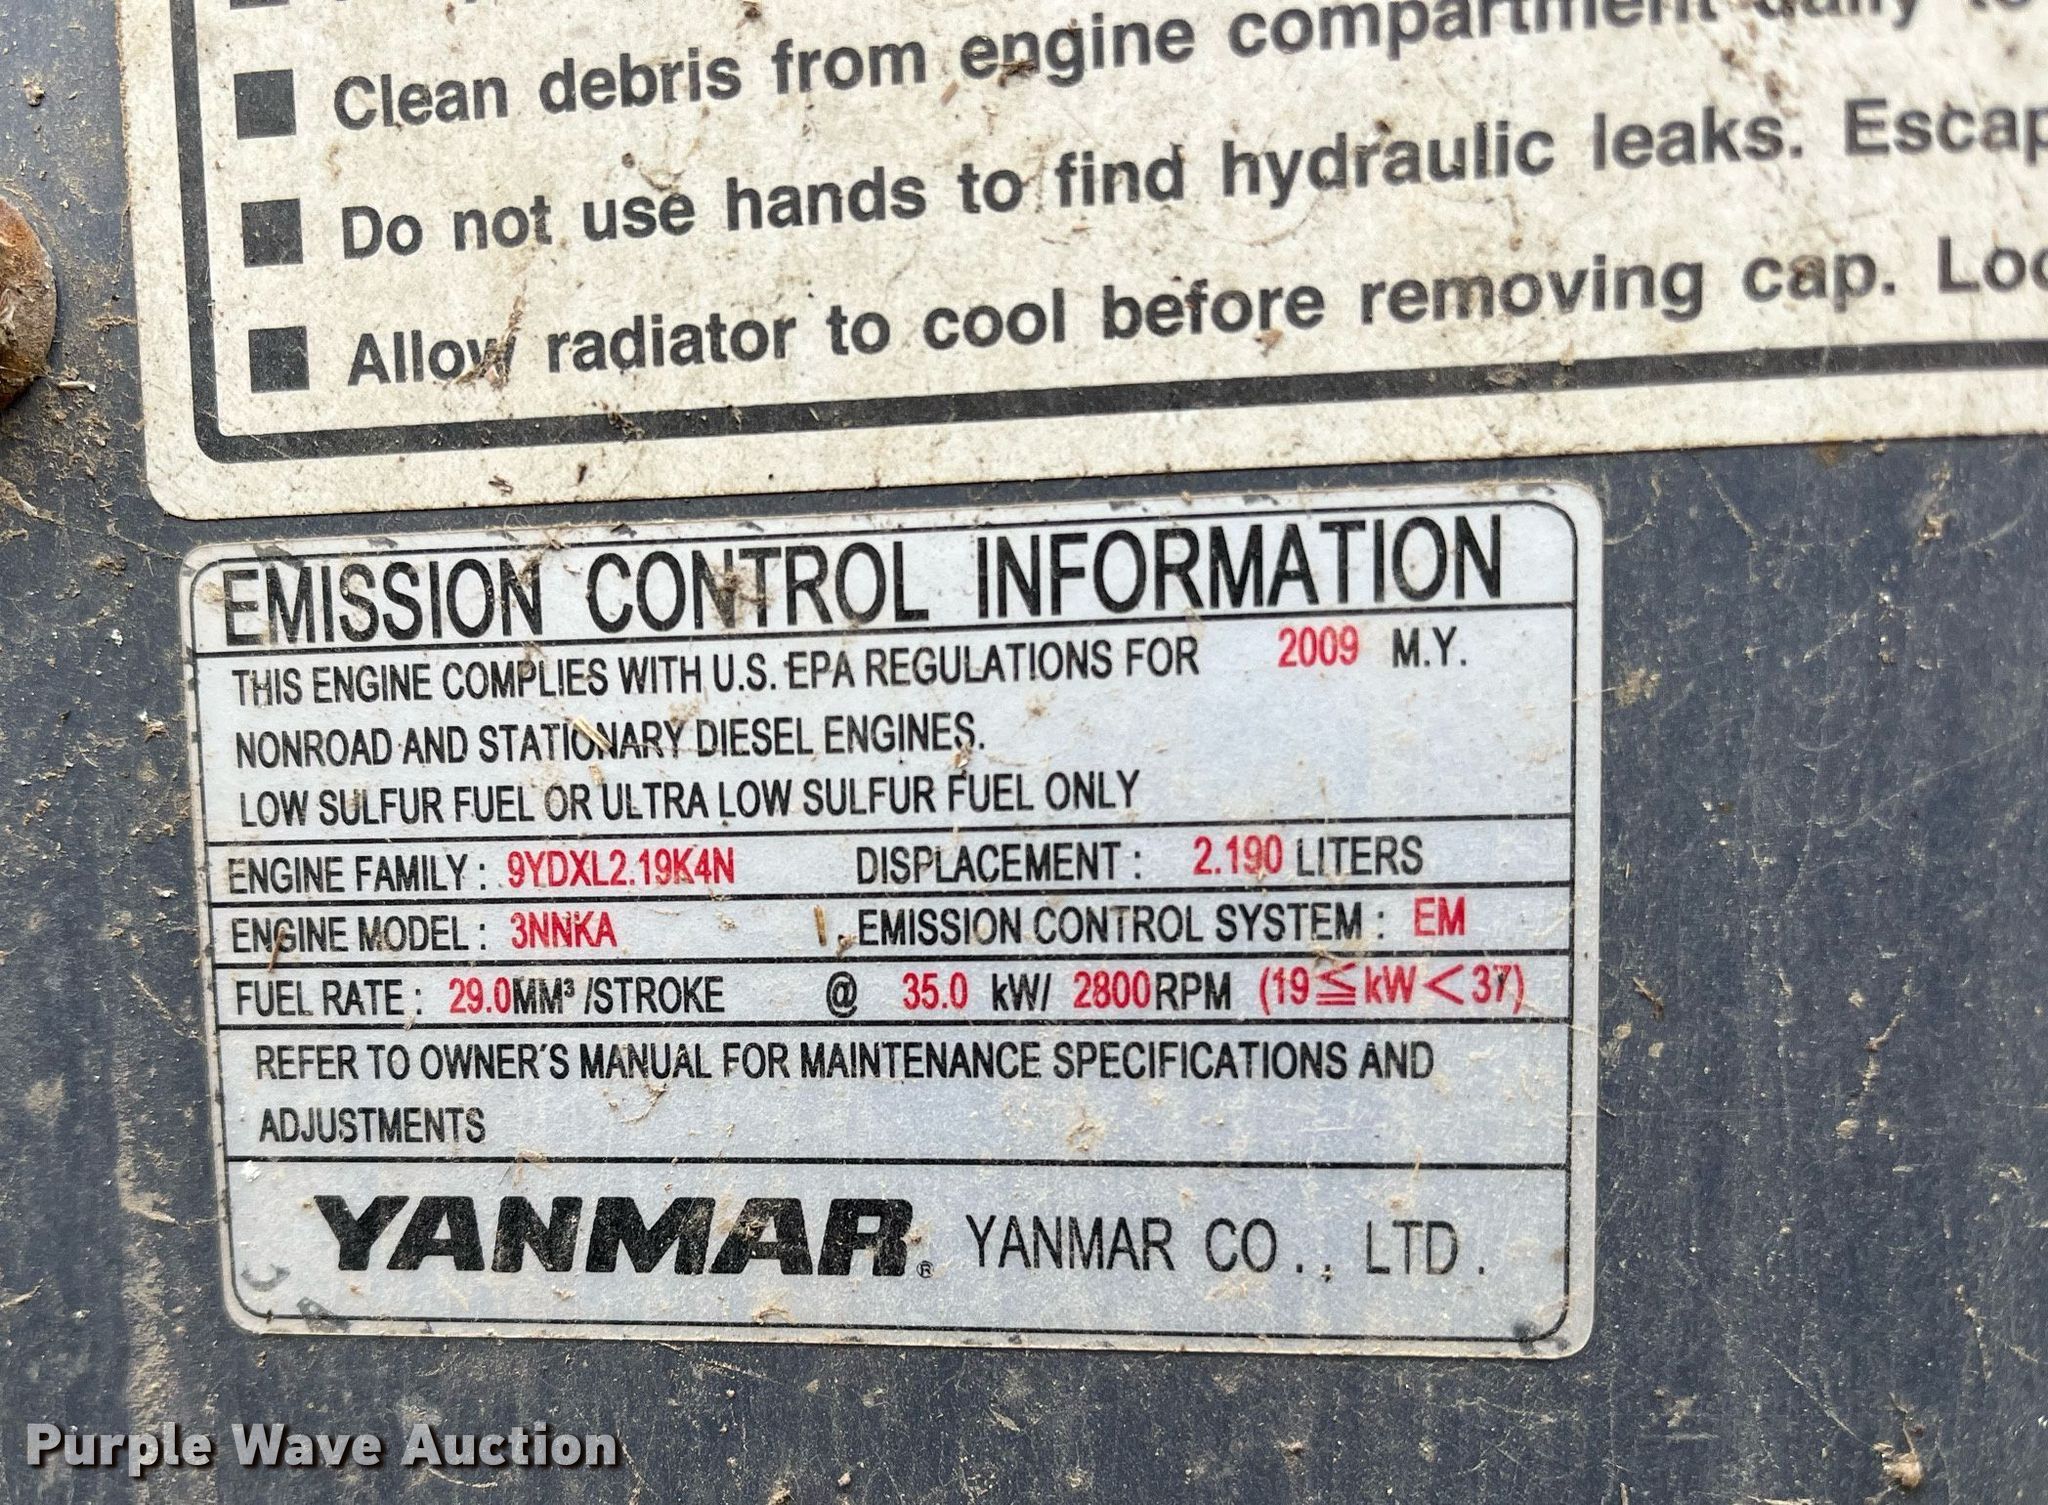 ■ Clean debris from engine compartment daily to
■ Do not use hands to find hydraulic leaks. Escap
■ Allow radiator to cool before removing cap. Loo
EMISSION CONTROL INFORMATION
THIS ENGINE COMPLIES WITH U.S. EPA REGULATIONS FOR 2009 M.Y.
NONROAD AND STATIONARY DIESEL ENGINES.
LOW SULFUR FUEL OR ULTRA LOW SULFUR FUEL ONLY
ENGINE FAMILY : 9YDXL2.19K4N DISPLACEMENT : 2.190 LITERS
ENGINE MODEL : 3NNKA EMISSION CONTROL SYSTEM : EM
FUEL RATE : 29.0MM³ /STROKE @ 35.0 kW/ 2800RPM (19≦kW<37)
REFER TO OWNER'S MANUAL FOR MAINTENANCE SPECIFICATIONS AND
ADJUSTMENTS
YANMAR® YANMAR CO., LTD.
Purple Wave Auction